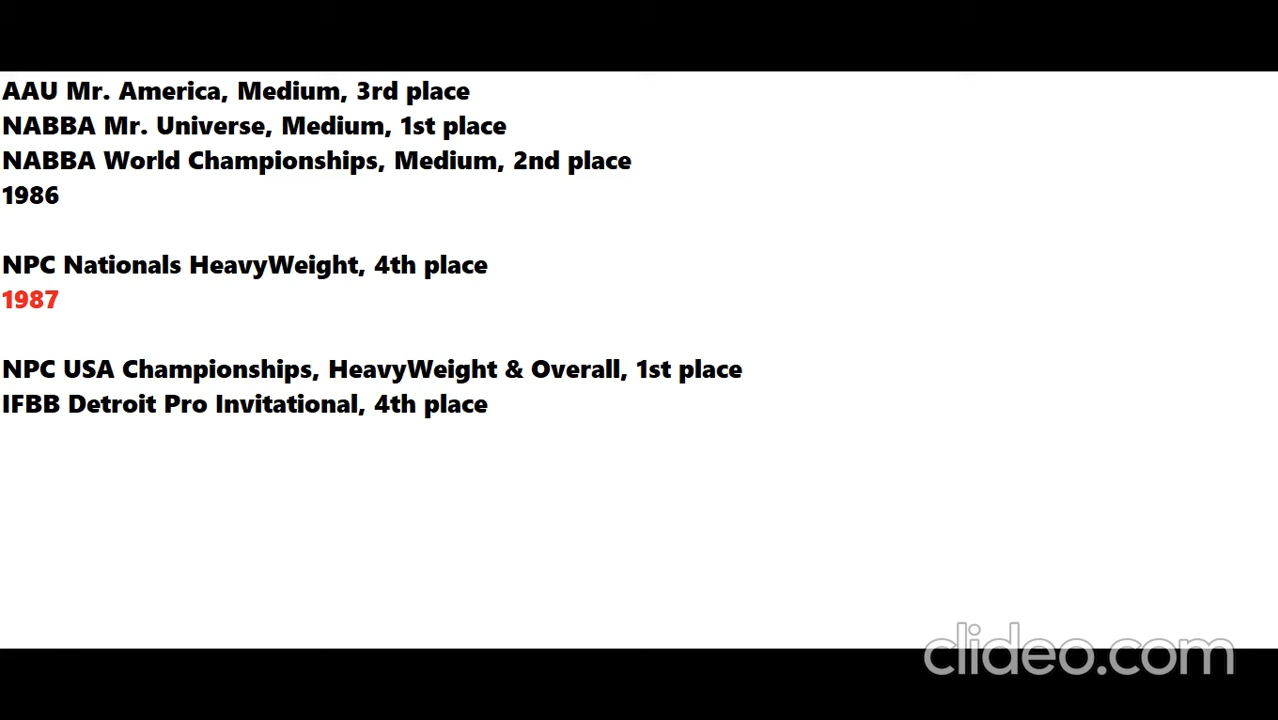 AAU Mr. America, Medium, 3rd place
NABBA Mr. Universe, Medium, 1st place
NABBA World Championships, Medium, 2nd place
1986
NPC Nationals HeavyWeight, 4th place
1987
NPC USA Championships, HeavyWeight & Overall, 1st place
IFBB Detroit Pro Invitational, 4th place
clideo.com